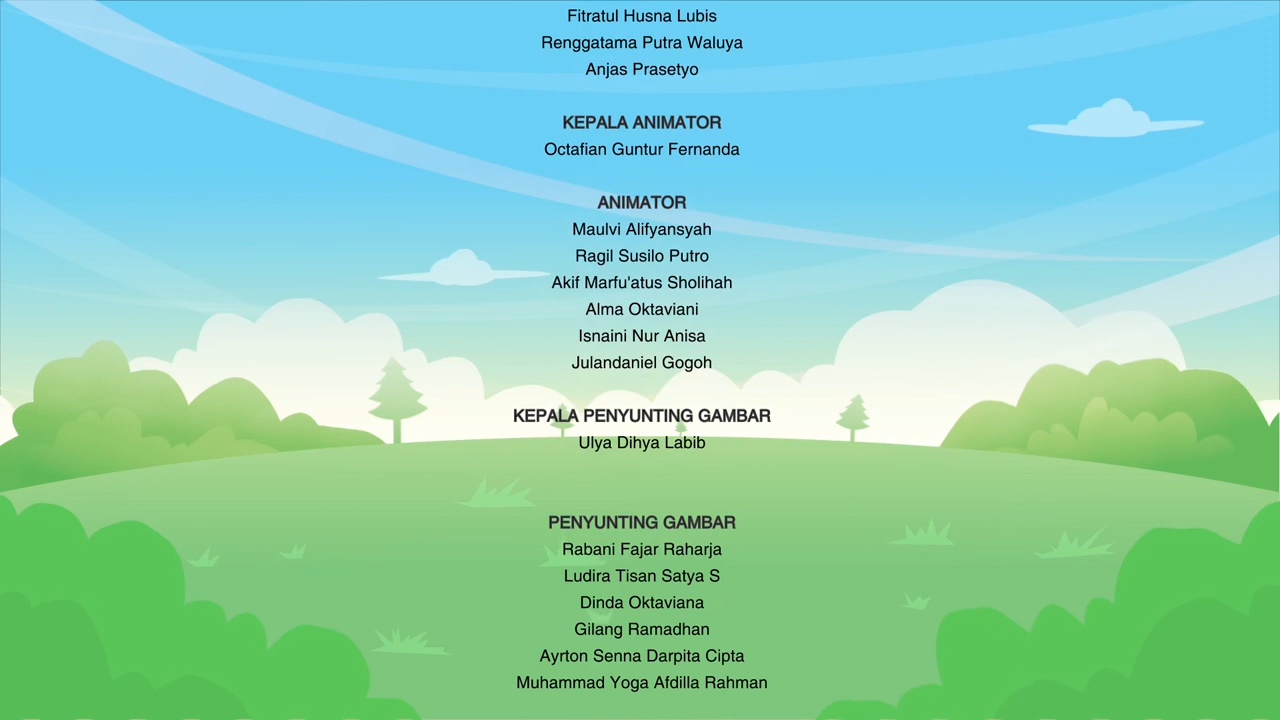 Fitratul Husna Lubis
Renggatama Putra Waluya
Anjas Prasetyo
KEPALA ANIMATOR
Octafian Guntur Fernanda
ANIMATOR
Maulvi Alifyansyah
Ragil Susilo Putro
Akif Marfu'atus Sholihah
Alma Oktaviani
Isnaini Nur Anisa
Julandaniel Gogoh
KEPALA PENYUNTING GAMBAR
Ulya Dihya Labib
PENYUNTING GAMBAR
Rabani Fajar Raharja
Ludira Tisan Satya S
Dinda Oktaviana
Gilang Ramadhan
Ayrton Senna Darpita Cipta
Muhammad Yoga Afdilla Rahman